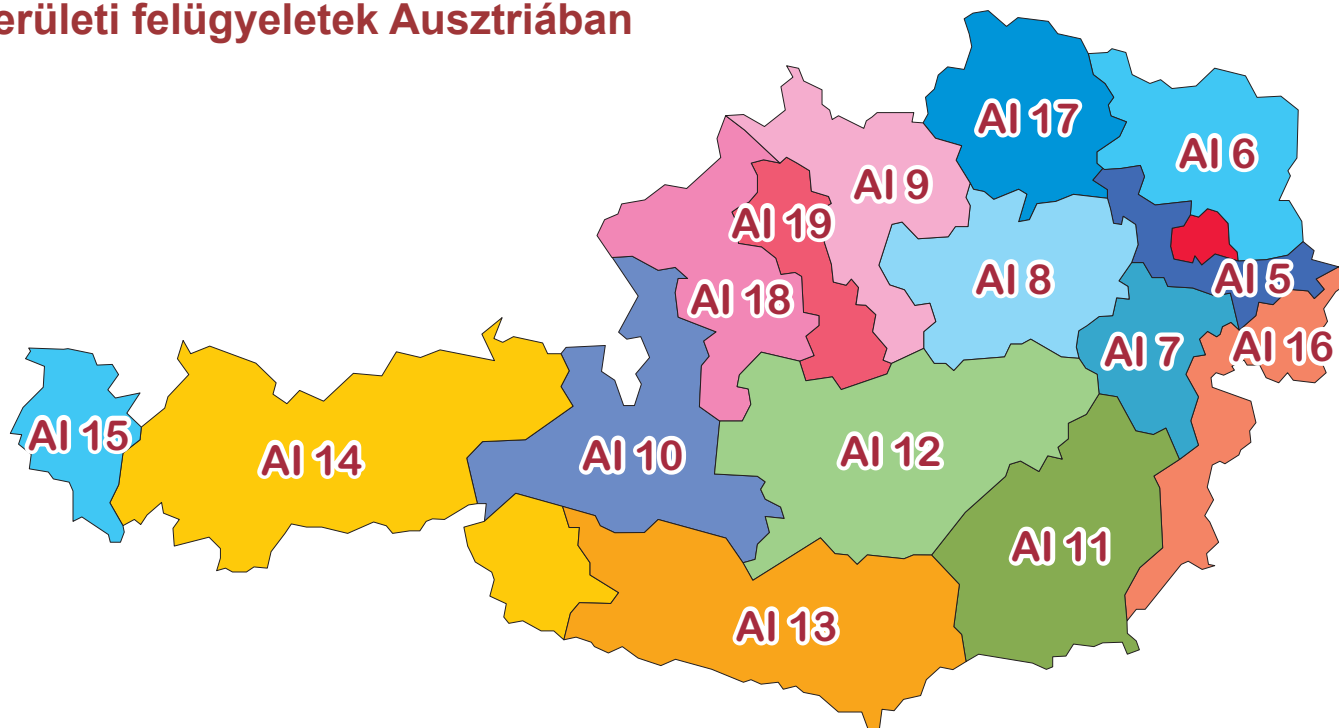 erületi felügyeletek Ausztriában
AI 17
AI 6
AI 9
AI 19
AI 8
AI 5
AI 18
AI 7
AI 16
AI 15
AI 14
AI 10
AI 12
AI 11
AI 13